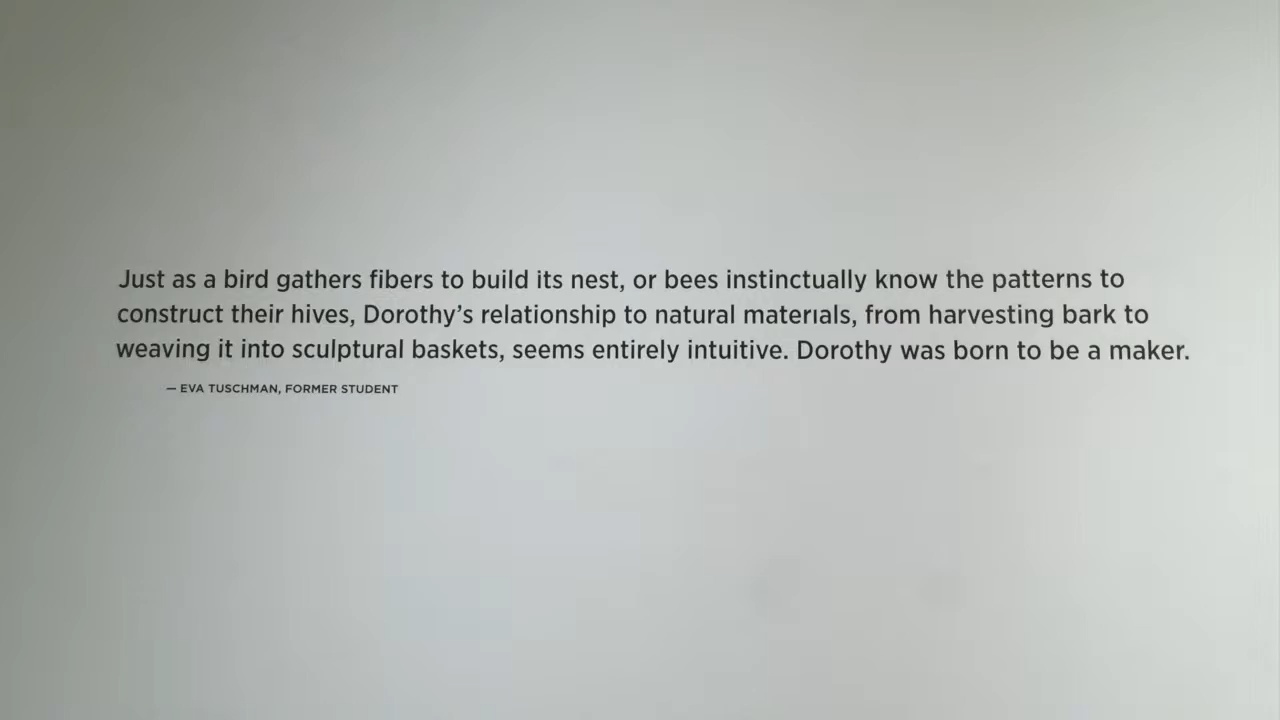 Just as a bird gathers fibers to build its nest, or bees instinctually know the patterns to
construct their hives, Dorothy’s relationship to natural materials, from harvesting bark to
weaving it into sculptural baskets, seems entirely intuitive. Dorothy was born to be a maker.
— EVA TUSCHMAN, FORMER STUDENT